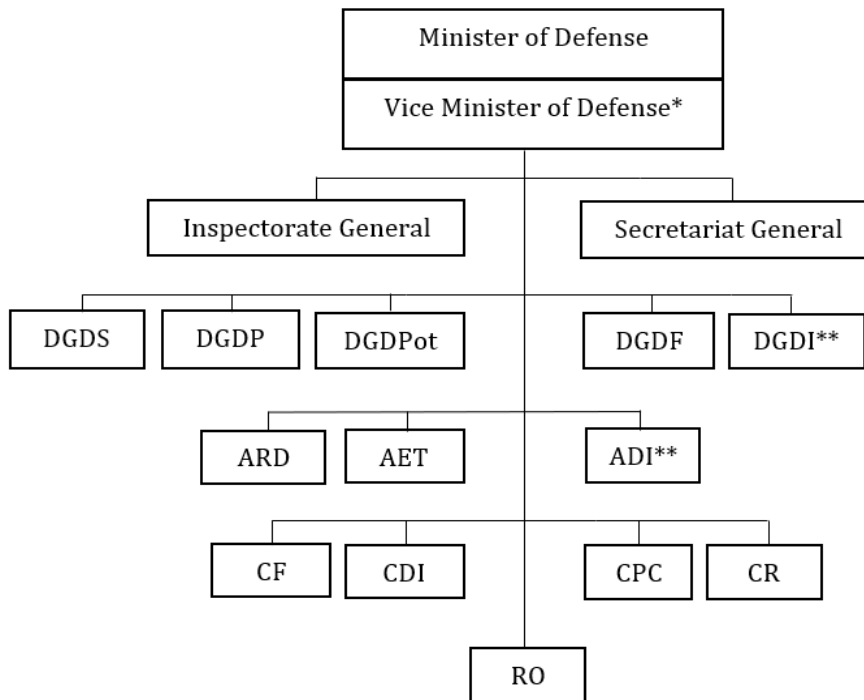 Minister of Defense
Vice Minister of Defense*
Inspectorate General
Secretariat General
DGDS
DGDP
DGDPot
DGDF
DGDI**
ARD
AET
ADI**
CF
CDI
CPC
CR
RO